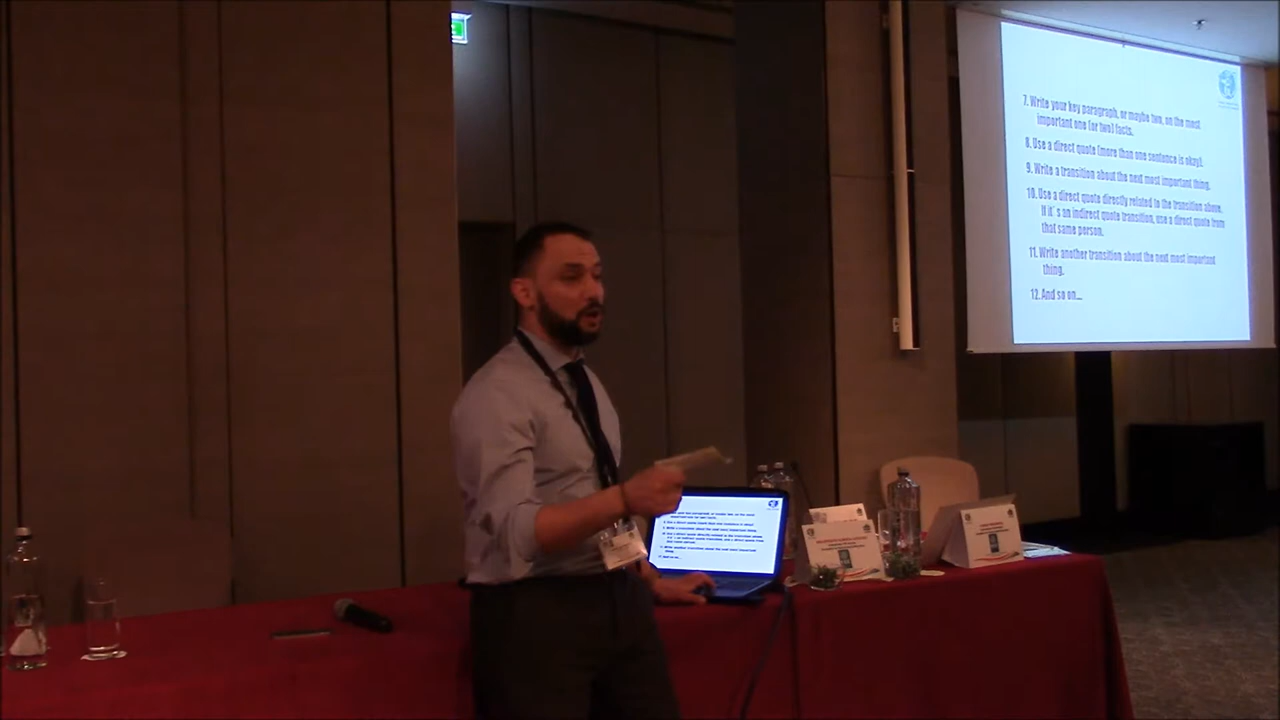 7. Write your key paragraph, or maybe two, on the most
important one (or two) facts.
8. Use a direct quote (more than one sentence is okay).
9. Write a transition about the next most important thing.
10. Use a direct quote directly related to the transition above.
If it´s an indirect quote transition, use a direct quote from
that same person.
11. Write another transition about the next most important
thing.
12. And so on...